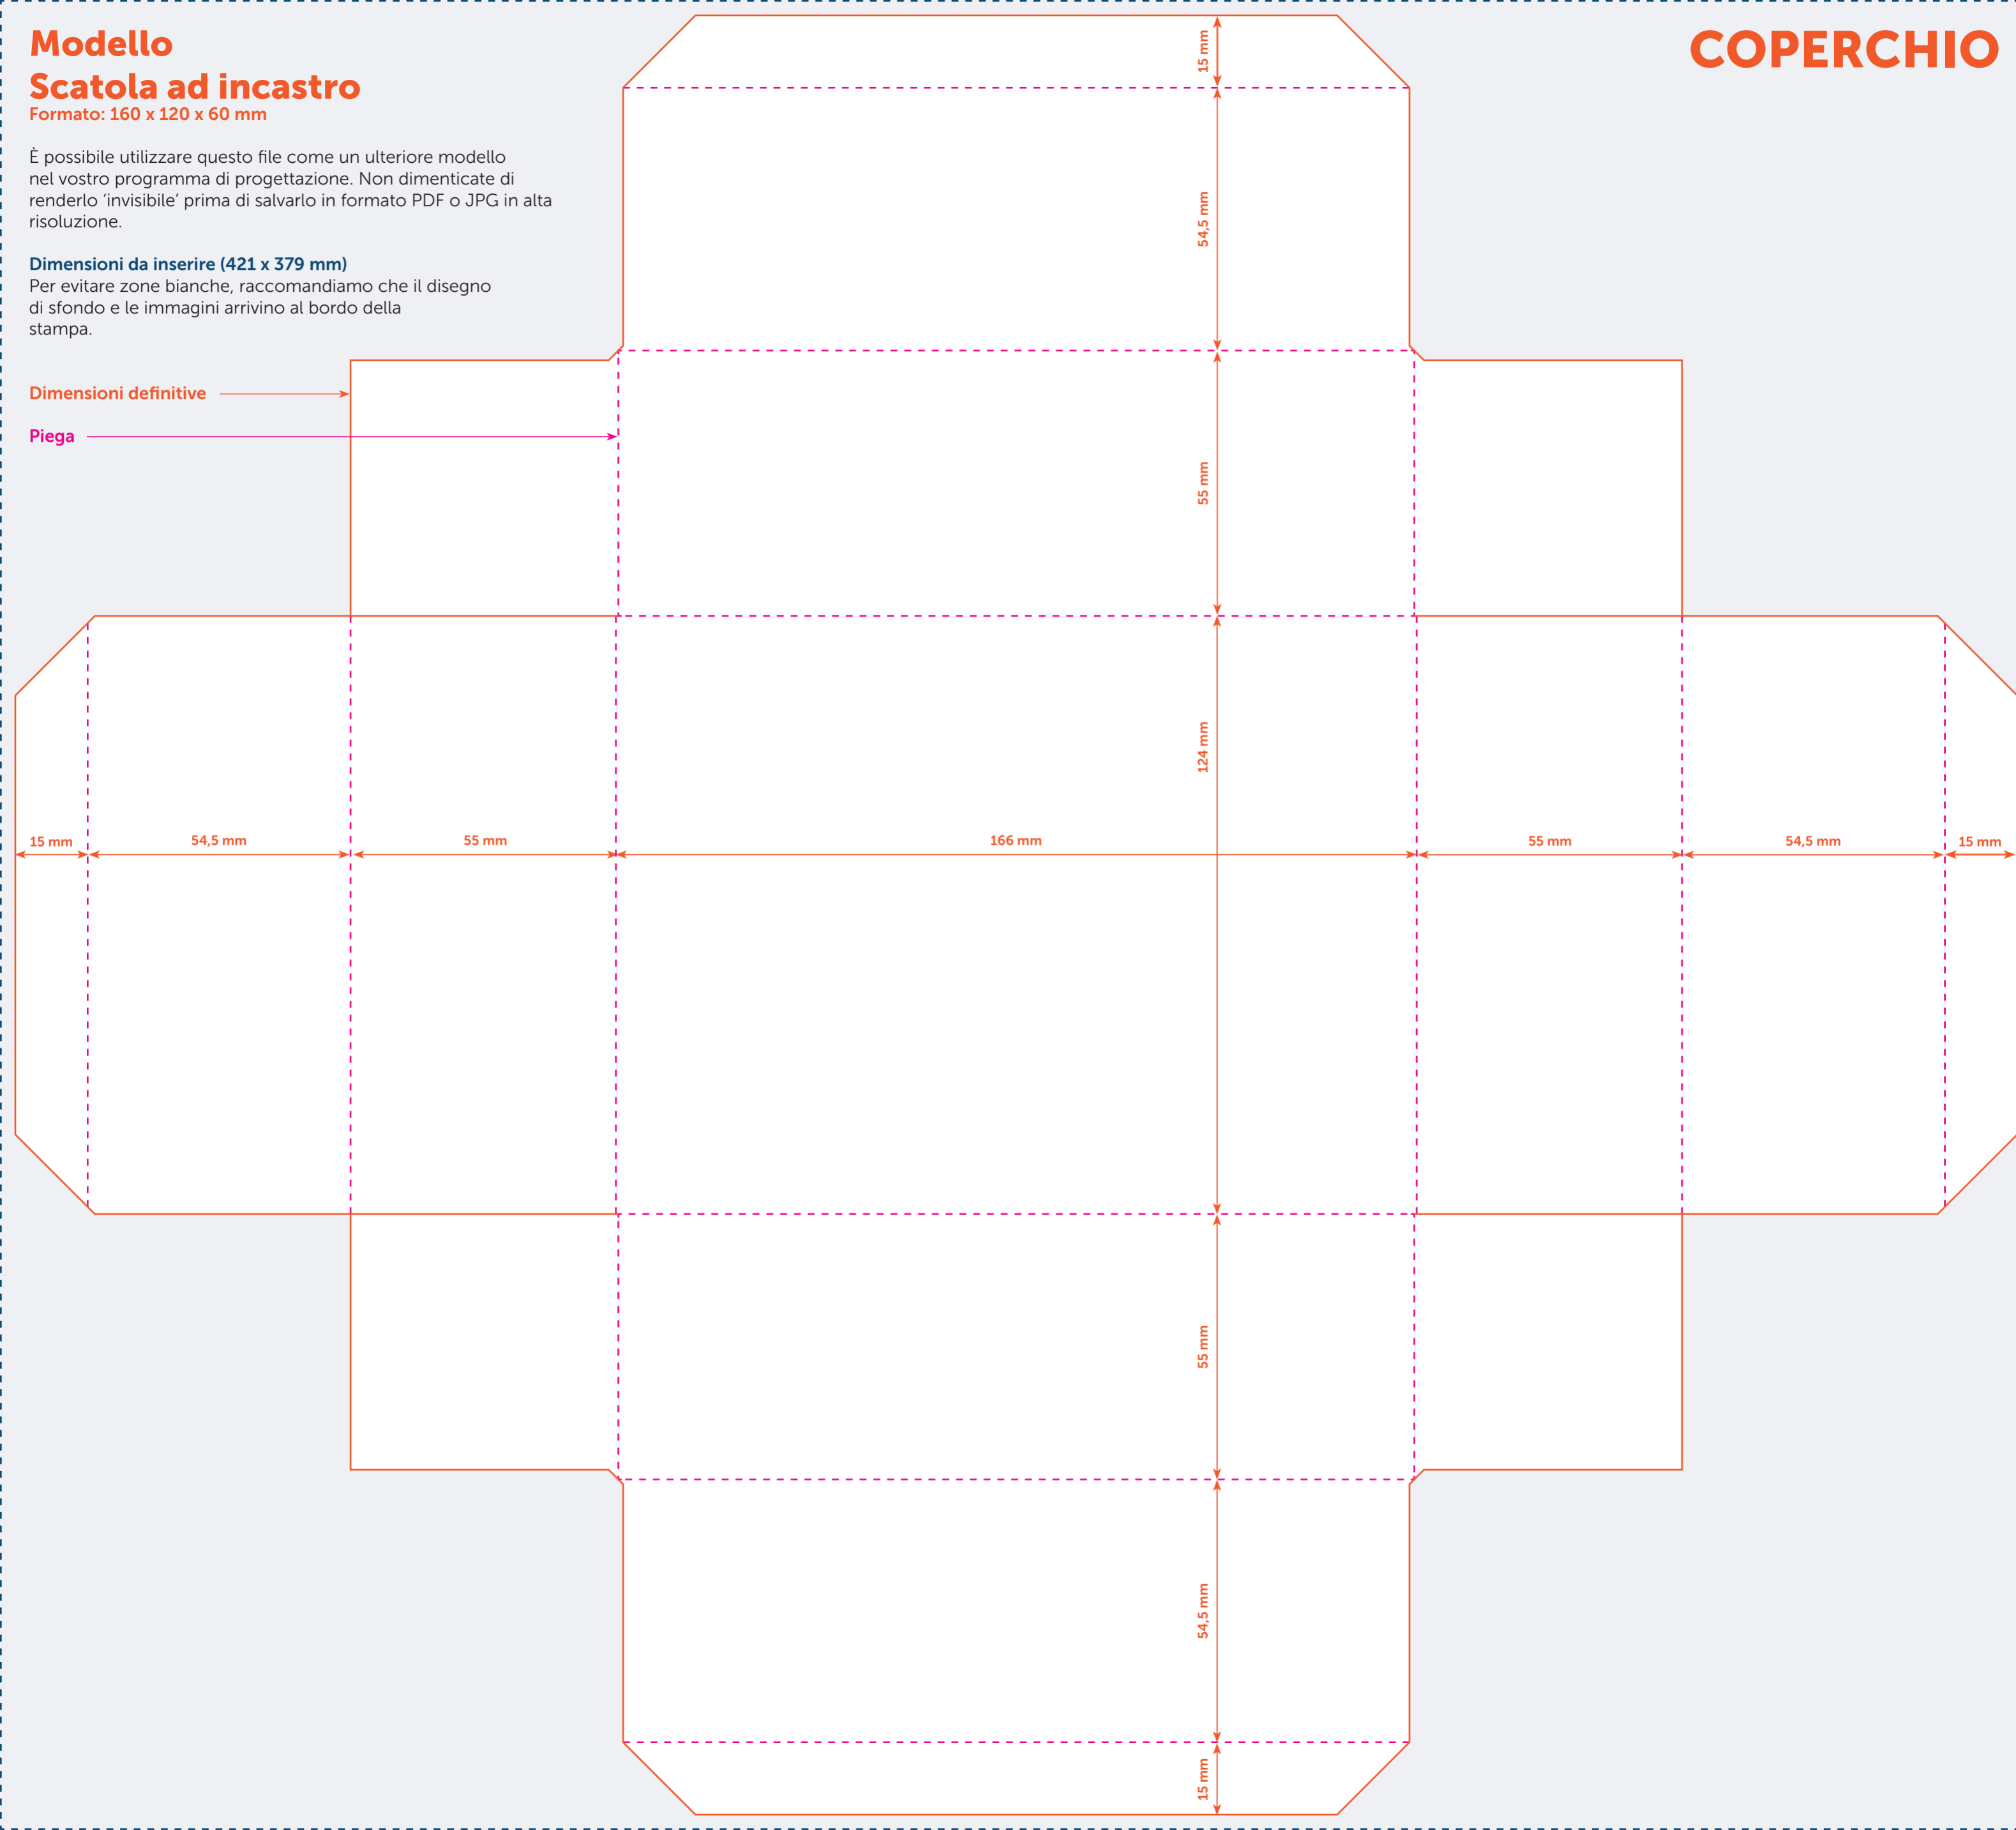 Modello
Scatola ad incastro
Formato: 160 x 120 x 60 mm
COPERCHIO
È possibile utilizzare questo file come un ulteriore modello
nel vostro programma di progettazione. Non dimenticate di
renderlo ‘invisibile’ prima di salvarlo in formato PDF o JPG in alta
risoluzione.
Dimensioni da inserire (421 x 379 mm)
Per evitare zone bianche, raccomandiamo che il disegno
di sfondo e le immagini arrivino al bordo della
stampa.
Dimensioni definitive
Piega
15 mm
54,5 mm
55 mm
124 mm
15 mm
54,5 mm
55 mm
166 mm
55 mm
54,5 mm
15 mm
55 mm
54,5 mm
15 mm